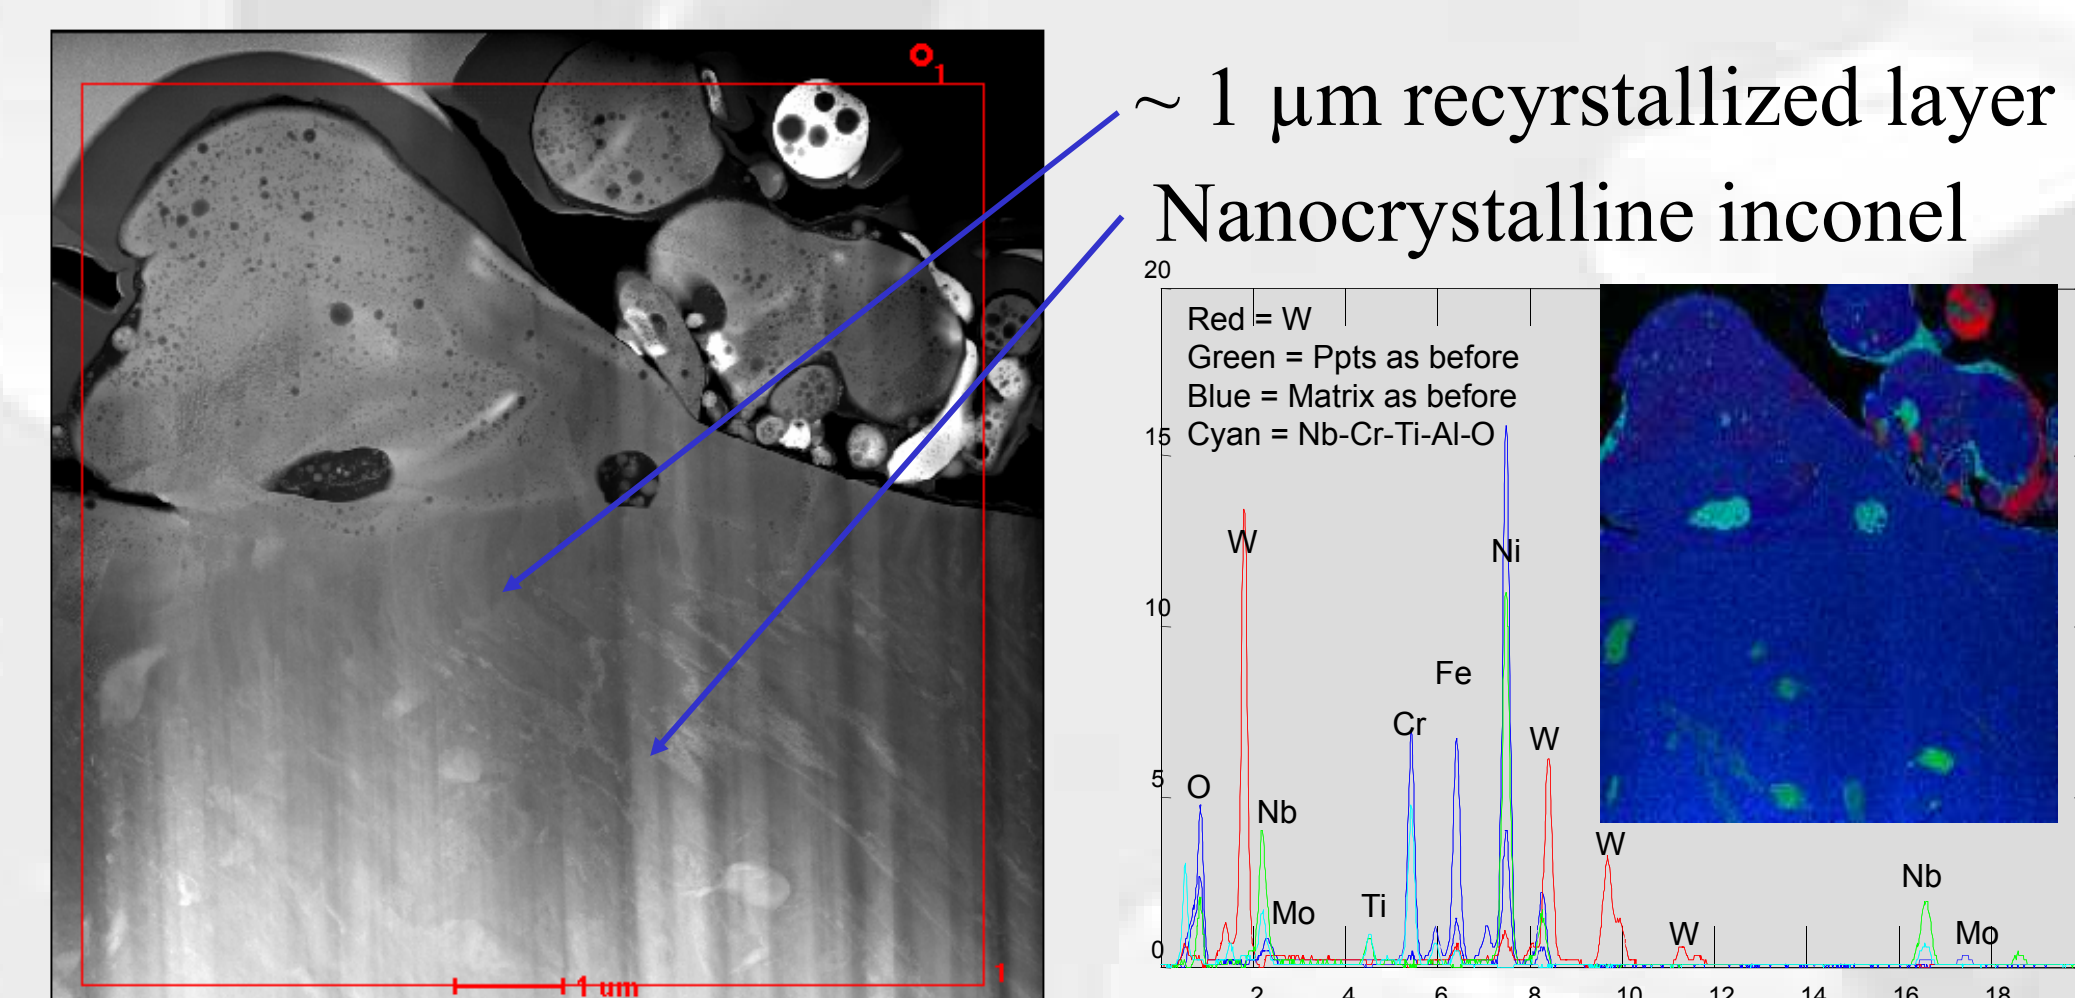 1
~ 1 µm recyrstallized layer
Nanocrystalline inconel
20
Red = W
Green = Ppts as before
Blue = Matrix as before
Cyan = Nb-Cr-Ti-Al-O
15
W
Ni
10
Fe
Cr
W
5
O
Nb
W
Nb
Mo
Ti
W
Mo
0
1
1 um
2
4
6
8
10
12
14
16
18